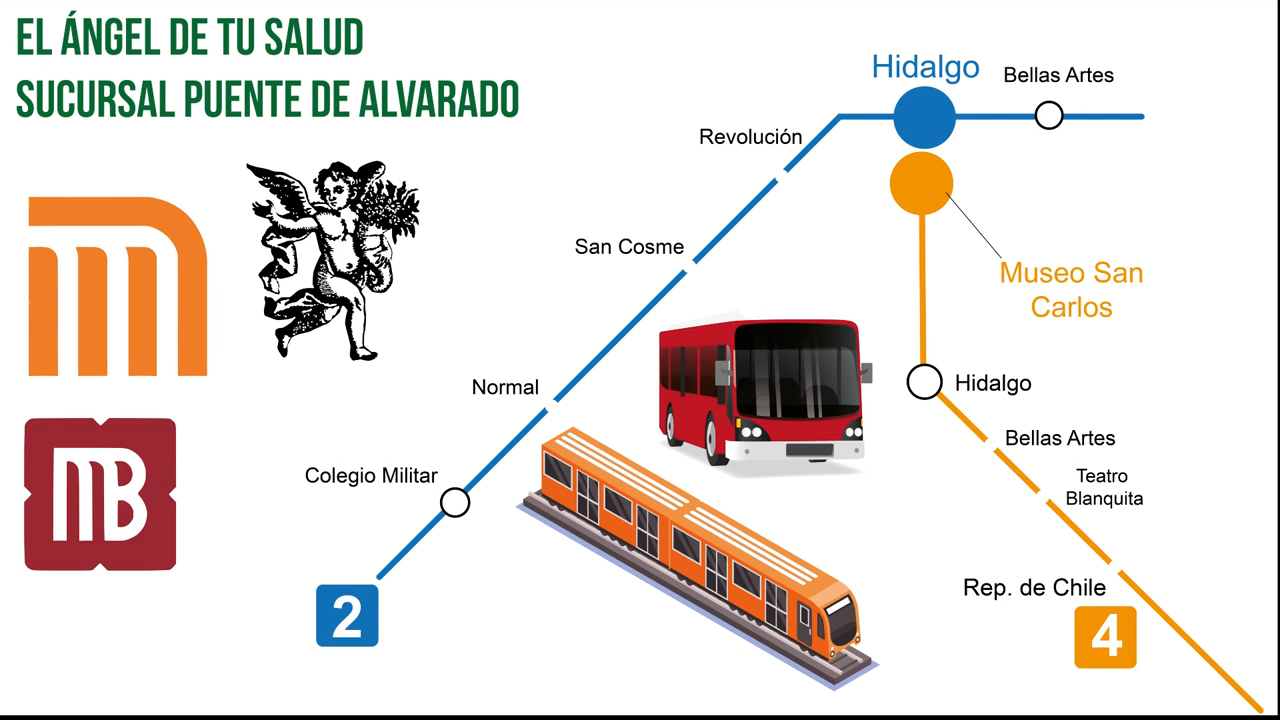 EL ÁNGEL DE TU SALUD
SUCURSAL PUENTE DE ALVARADO
Hidalgo
Bellas Artes
Revolución
San Cosme
Museo San
Carlos
Normal
Hidalgo
Bellas Artes
Colegio Militar
Teatro
Blanquita
MB
Rep. de Chile
2
4